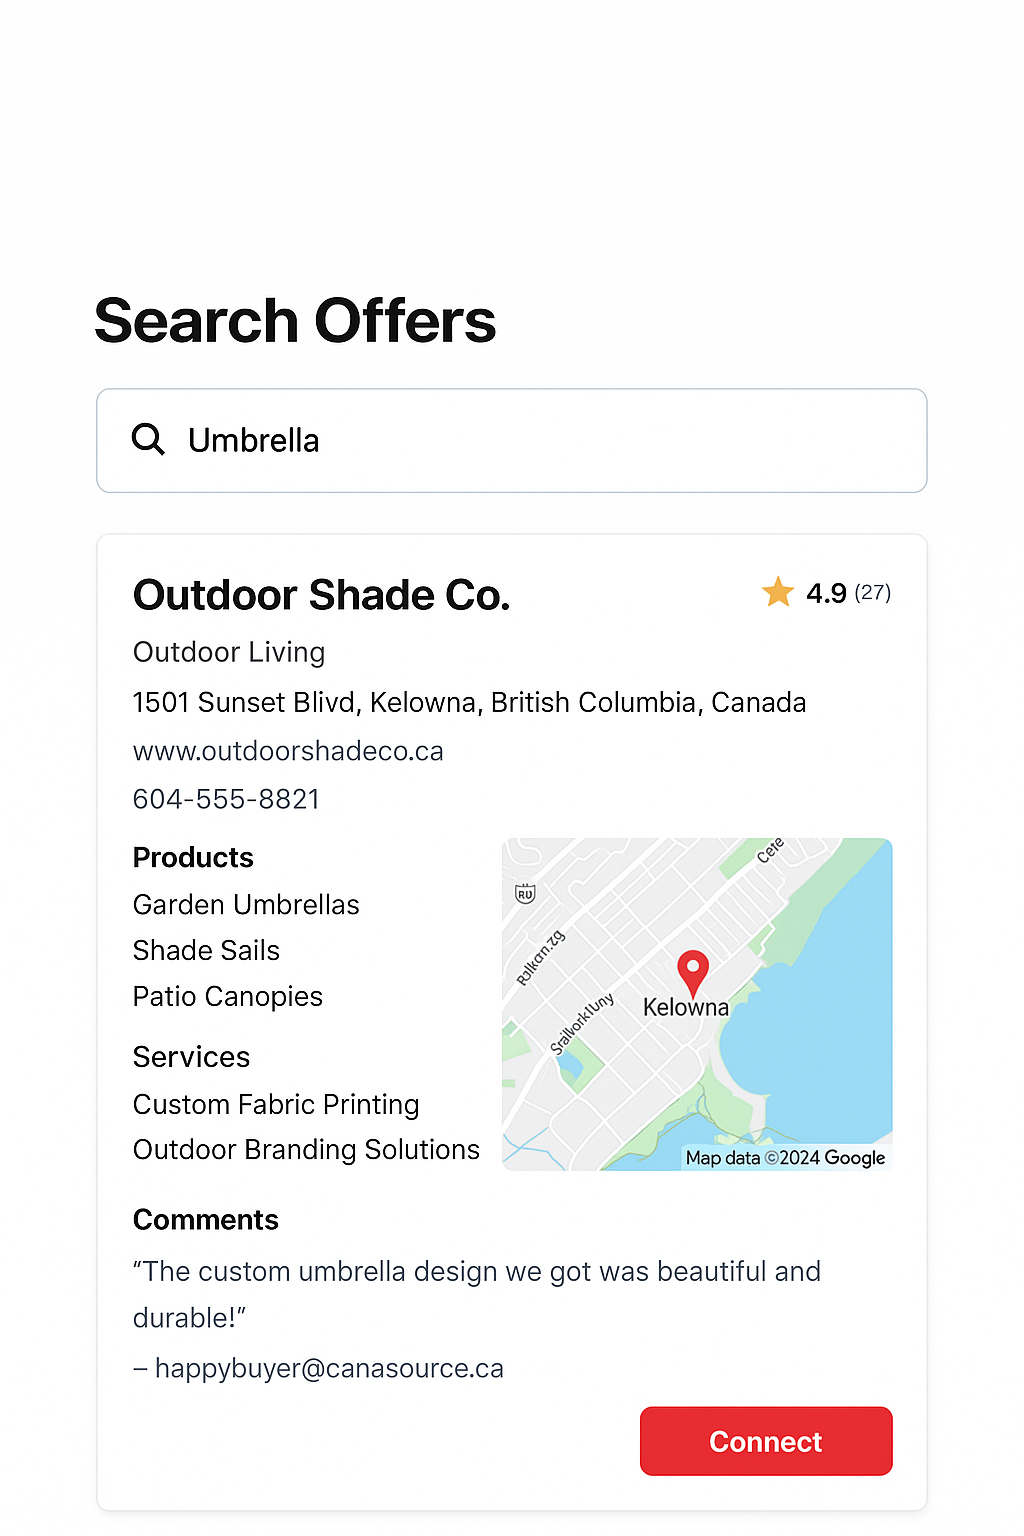 Search Offers
Umbrella
Outdoor Shade Co.
4.9 (27)
Outdoor Living
1501 Sunset Blivd, Kelowna, British Columbia, Canada
www.outdoorshadeco.ca
604-555-8821
Products
Garden Umbrellas
Shade Sails
Patio Canopies
Services
Custom Fabric Printing
Outdoor Branding Solutions
Cete
RU
Kelowna
Map data ©2024 Google
Comments
“The custom umbrella design we got was beautiful and
durable!”
– happybuyer@canasource.ca
Connect